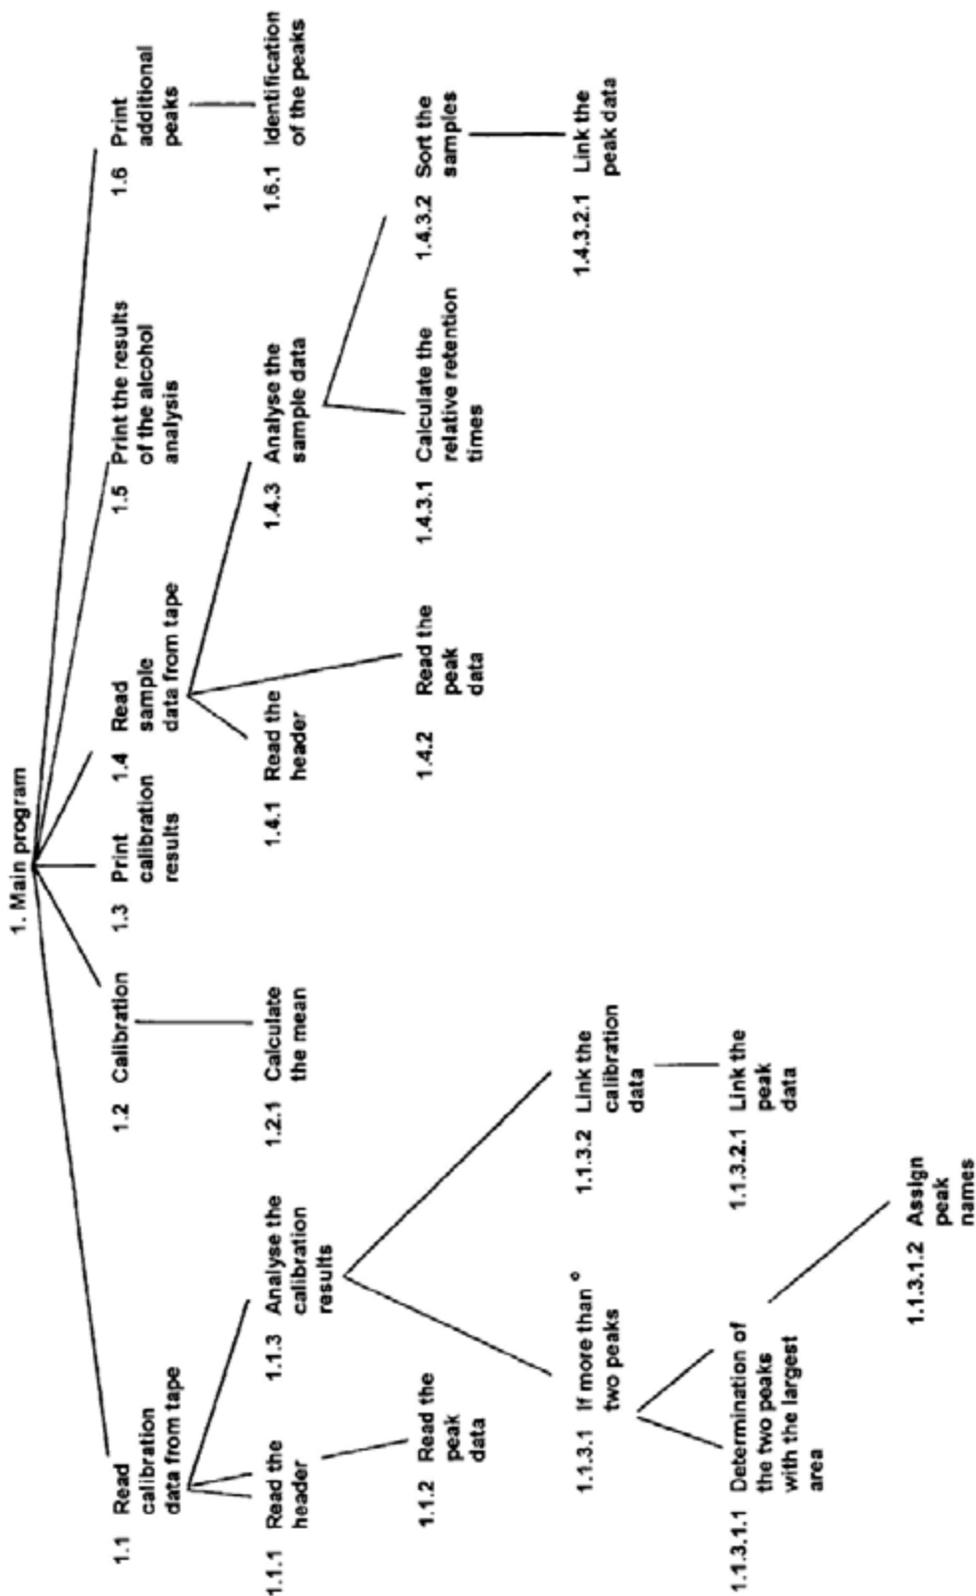 1. Main program
1.1 Read
calibration
data from tape
1.2 Calibration
1.3 Print
calibration
results
1.4 Read
sample
data from tape
1.5 Print the results
of the alcohol
analysis
1.6 Print
additional
peaks
1.1.1 Read the
header
1.1.3 Analyse the
calibration
results
1.2.1 Calculate
the mean
1.4.1 Read the
header
1.4.3 Analyse the
sample data
1.6.1 Identification
of the peaks
1.1.2 Read the
peak
data
1.4.2 Read the
peak
data
1.4.3.1 Calculate the
relative retention
times
1.4.3.2 Sort the
samples
1.1.3.1 If more than °
two peaks
1.1.3.2 Link the
calibration
data
1.4.3.2.1 Link the
peak data
1.1.3.1.1 Determination of
the two peaks
with the largest
area
1.1.3.2.1 Link the
peak
data
1.1.3.1.2 Assign
peak
names